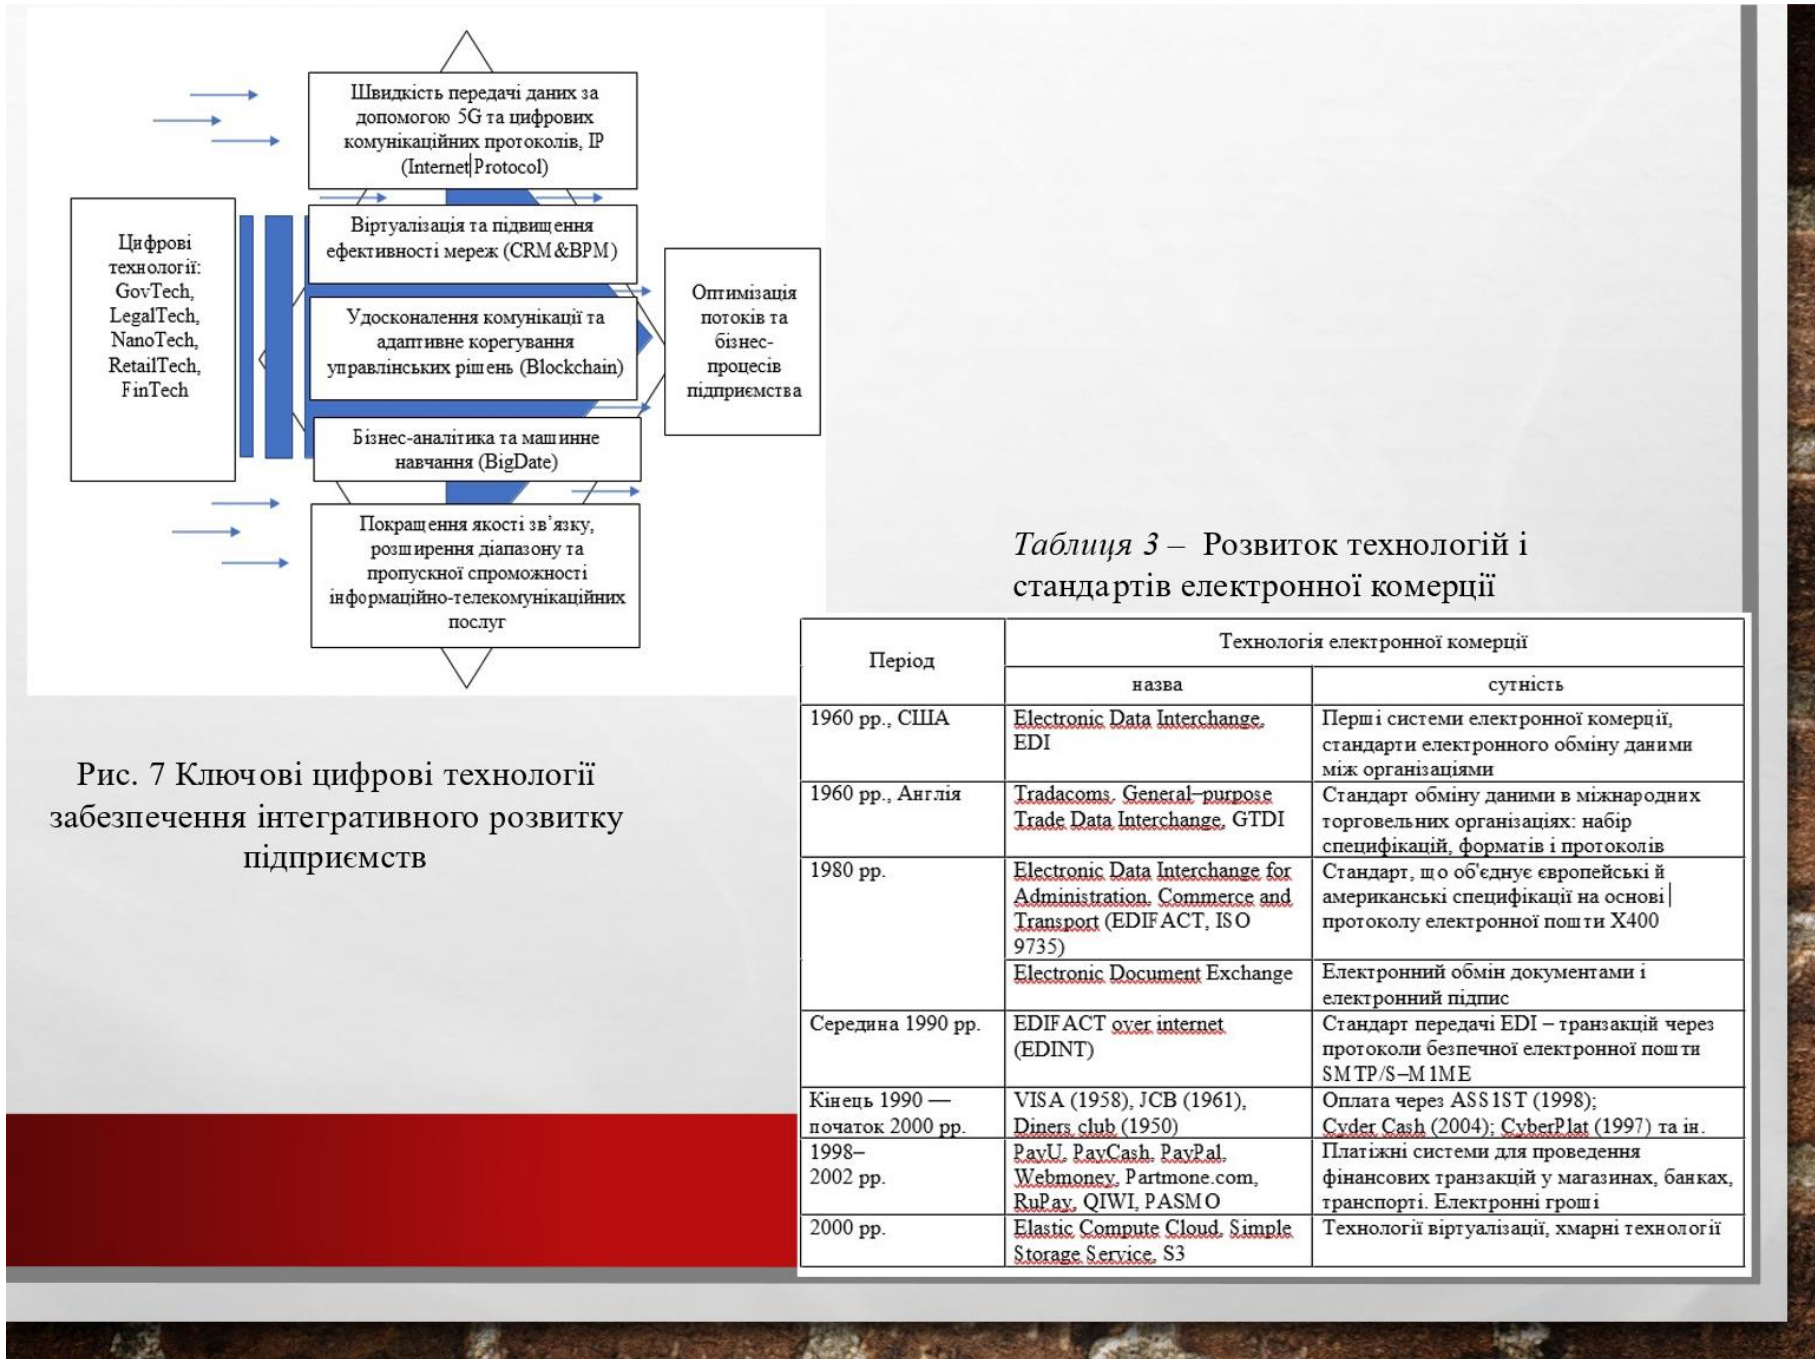 Швидкість передачі даних за
допомогою 5G та цифрових
комунікаційних протоколів, IP
(Internet Protocol)
Цифрові
технології:
GovTech,
LegalTech,
NanoTech,
RetailTech,
FinTech
Віртуалізація та підвищення
ефективності мереж (CRM&BPM)
Удосконалення комунікації та
адаптивне корегування
управлінських рішень (Blockchain)
Бізнес-аналітика та машинне
навчання (BigDate)
Покращення якості зв’язку,
розширення діапазону та
пропускної спроможності
інформаційно-телекомунікаційних
послуг
Оптимізація
потоків та
бізнес-
процесів
підприємства
Рис. 7 Ключові цифрові технології
забезпечення інтегративного розвитку
підприємств
Таблиця 3 – Розвиток технологій і
стандартів електронної комерції
Період
Технологія електронної комерції
назва
сутність
1960 рр., США
Electronic Data Interchange,
EDI
Перші системи електронної комерції,
стандарти електронного обміну даними
між організаціями
1960 рр., Англія
Tradacoms. General–purpose
Trade Data Interchange, GTDI
Стандарт обміну даними в міжнародних
торговельних організаціях: набір
специфікацій, форматів і протоколів
1980 рр.
Electronic Data Interchange for
Administration, Commerce and
Transport (EDIFACT, ISO
9735)
Стандарт, що об'єднує європейські й
американські специфікації на основі
протоколу електронної пошти X400
Electronic Document Exchange
Електронний обмін документами і
електронний підпис
Середина 1990 рр.
EDIFACT over internet
(EDINT)
Стандарт передачі EDI – транзакцій через
протоколи безпечної електронної пошти
SMTP/S–M1ME
Кінець 1990 —
початок 2000 рр.
VISA (1958), JCB (1961),
Diners club (1950)
Оплата через ASS1ST (1998);
Cyder Cash (2004); CyberPlat (1997) та ін.
1998–
2002 рр.
PayU, PayCash, PayPal,
Webmoney, Partmone.com,
RuPay, QIWI, PASMO
Платіжні системи для проведення
фінансових транзакцій у магазинах, банках,
транспорті. Електронні гроші
2000 рр.
Elastic Compute Cloud, Simple
Storage Service, S3
Технології віртуалізації, хмарні технології